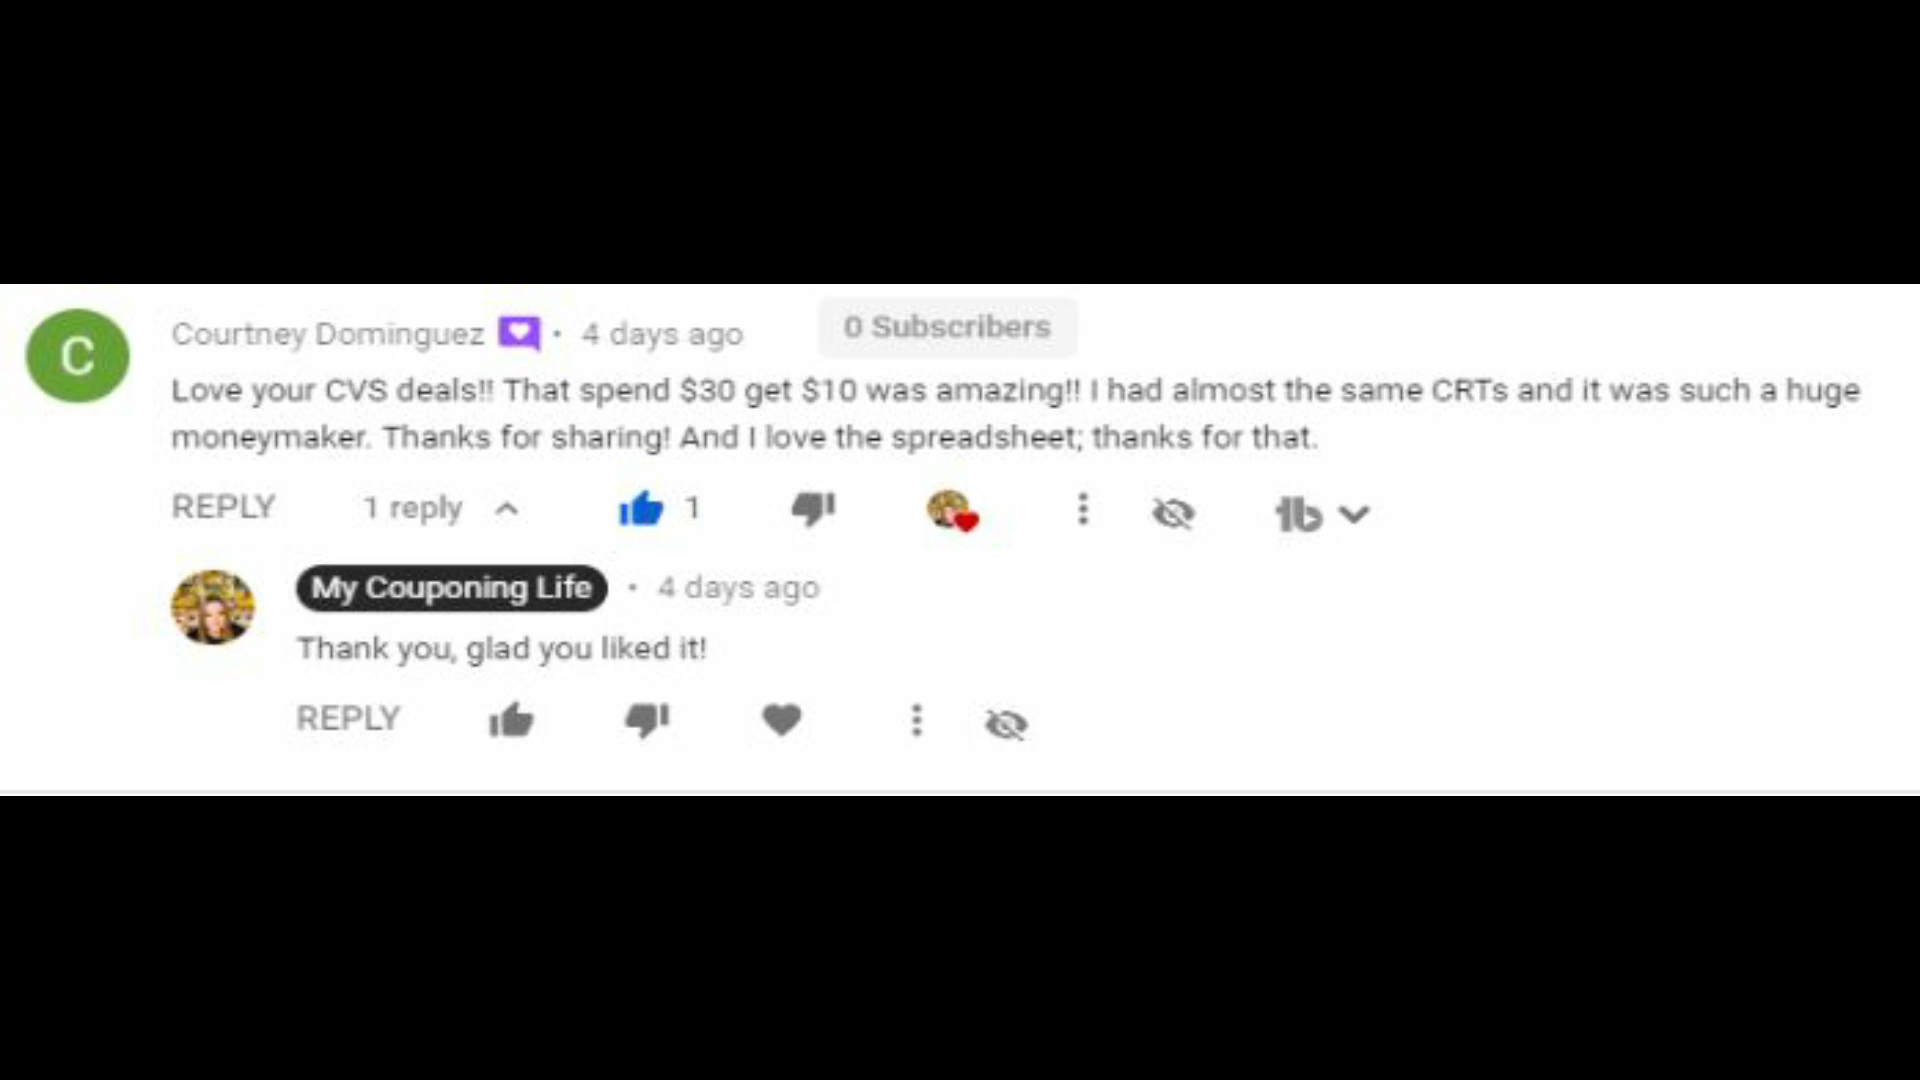 C
Courtney Dominguez • 4 days ago 0 Subscribers
Love your CVS deals!! That spend $30 get $10 was amazing!! I had almost the same CRTs and it was such a huge
moneymaker. Thanks for sharing! And I love the spreadsheet; thanks for that.
REPLY 1 reply 1 tb
My Couponing Life • 4 days ago
Thank you, glad you liked it!
REPLY